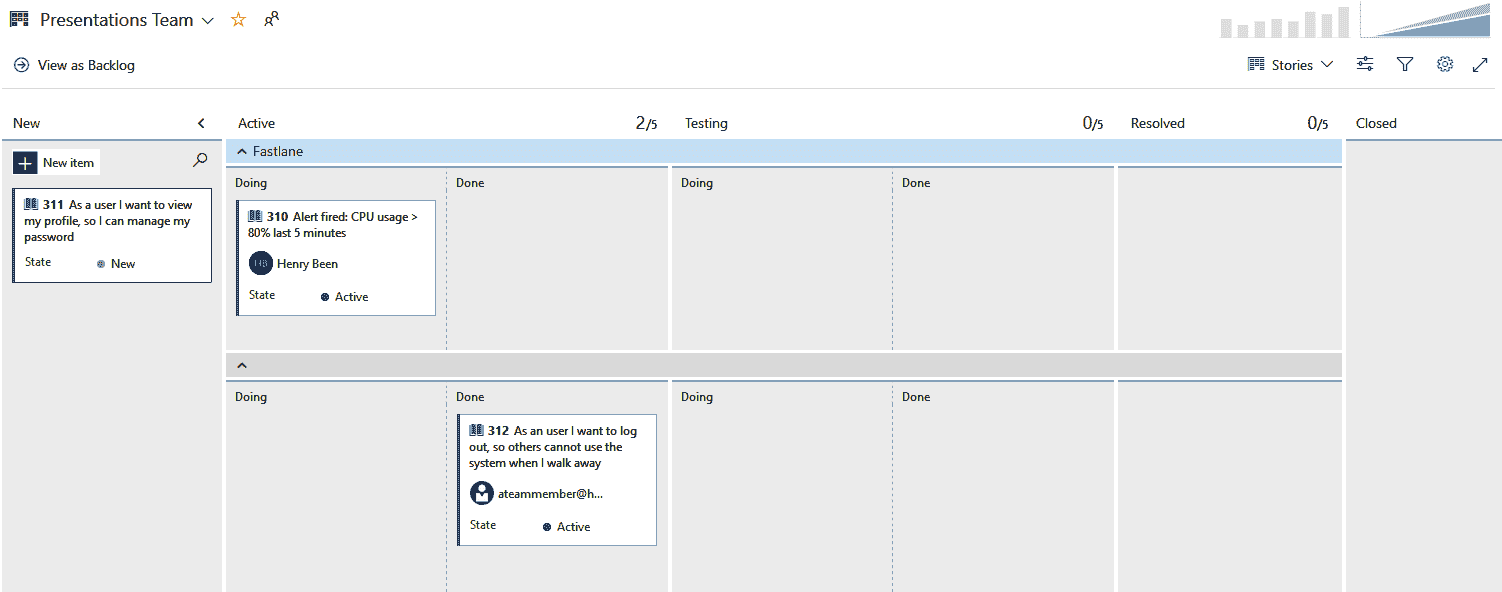 Presentations Team
View as Backlog
Stories
New
Active
2/5
Testing
0/5
Resolved
0/5
Closed
New item
Fastlane
311 As a user I want to view
my profile, so I can manage my
password
State New
Doing
Done
Doing
Done
310 Alert fired: CPU usage >
80% last 5 minutes
HB Henry Been
State Active
Doing
Done
Doing
Done
312 As an user I want to log
out, so others cannot use the
system when I walk away
ateammember@h...
State Active